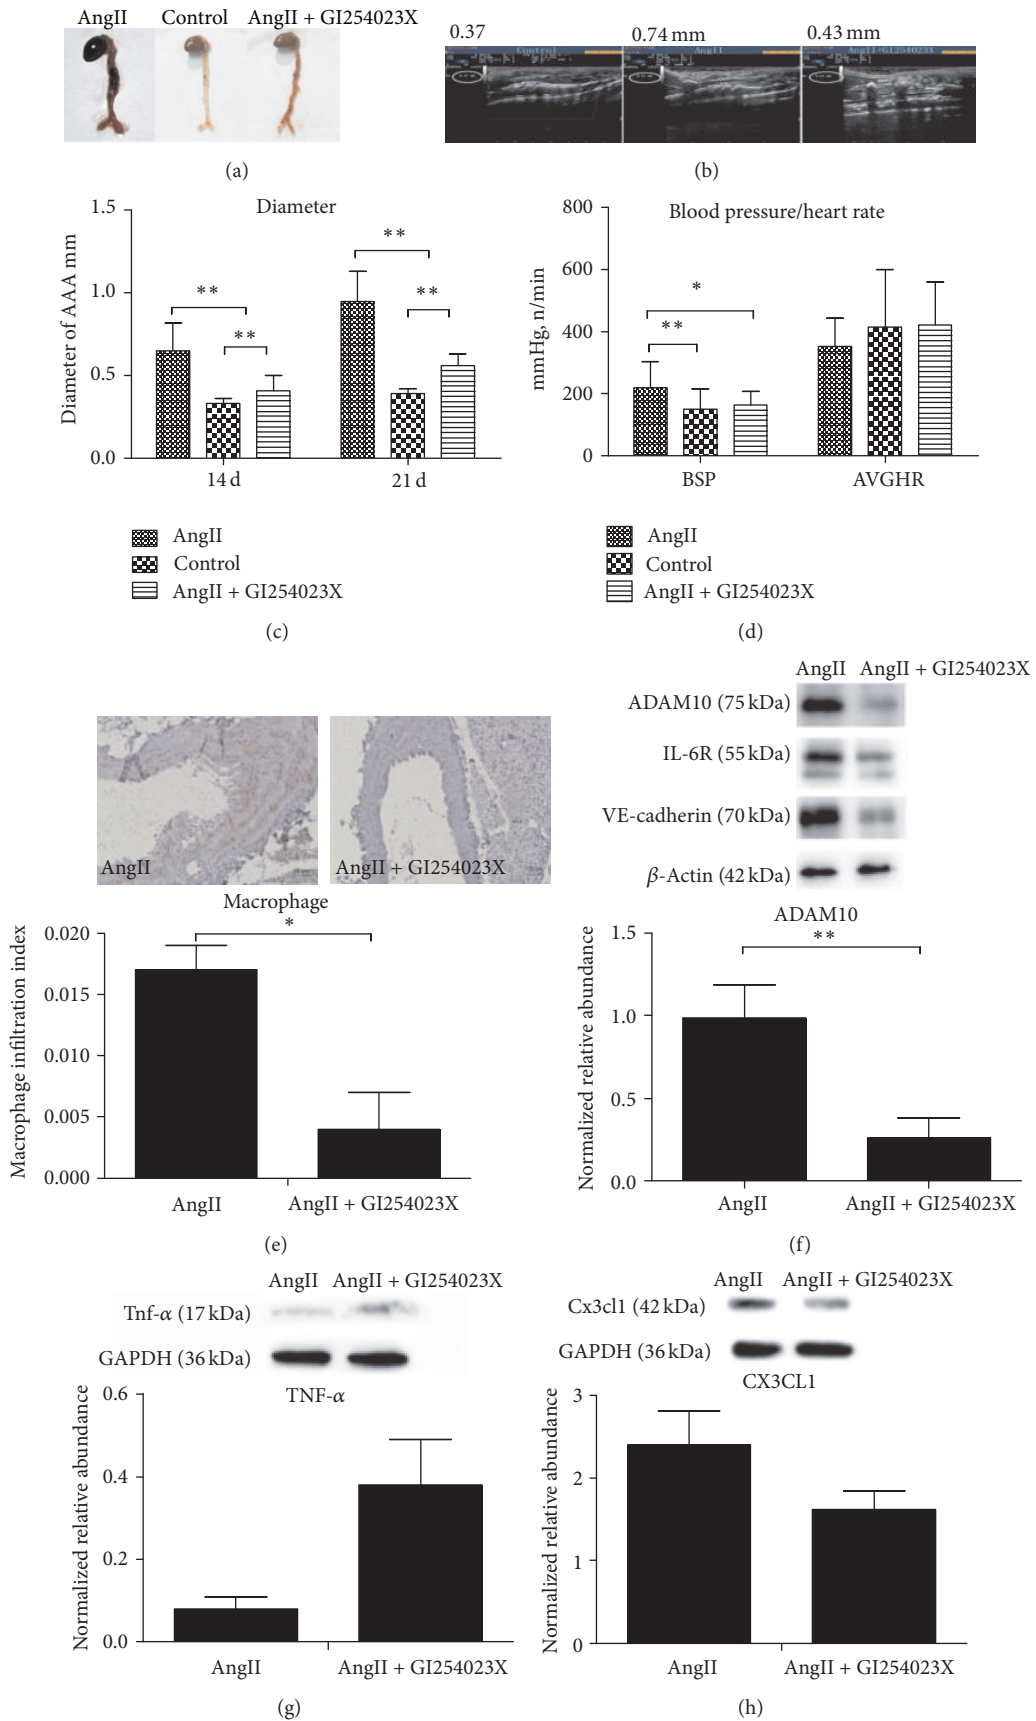 AngII Control AngII + GI254023X
(a)
0.37 0.74 mm 0.43 mm
Control AngII AngII+GI254023X
(b)
Diameter
Diameter of AAA mm
1.5
1.0
0.5
0.0
** ** ** **
14 d 21 d
AngII
Control
AngII + GI254023X
(c)
Blood pressure/heart rate
mmHg, n/min
800
600
400
200
0
** *
BSP AVGHR
AngII
Control
AngII + GI254023X
(d)
AngII AngII + GI254023X
Macrophage
Macrophage infiltration index
0.020
0.015
0.010
0.005
0.000
*
AngII AngII + GI254023X
(e)
AngII AngII + GI254023X
ADAM10 (75 kDa)
IL-6R (55 kDa)
VE-cadherin (70 kDa)
β-Actin (42 kDa)
ADAM10
Normalized relative abundance
1.5
1.0
0.5
0.0
**
AngII AngII + GI254023X
(f)
AngII AngII + GI254023X
Tnf-α (17 kDa)
GAPDH (36 kDa)
TNF-α
Normalized relative abundance
0.6
0.4
0.2
0.0
AngII AngII + GI254023X
(g)
AngII AngII + GI254023X
Cx3cl1 (42 kDa)
GAPDH (36 kDa)
CX3CL1
Normalized relative abundance
3
2
1
0
AngII AngII + GI254023X
(h)